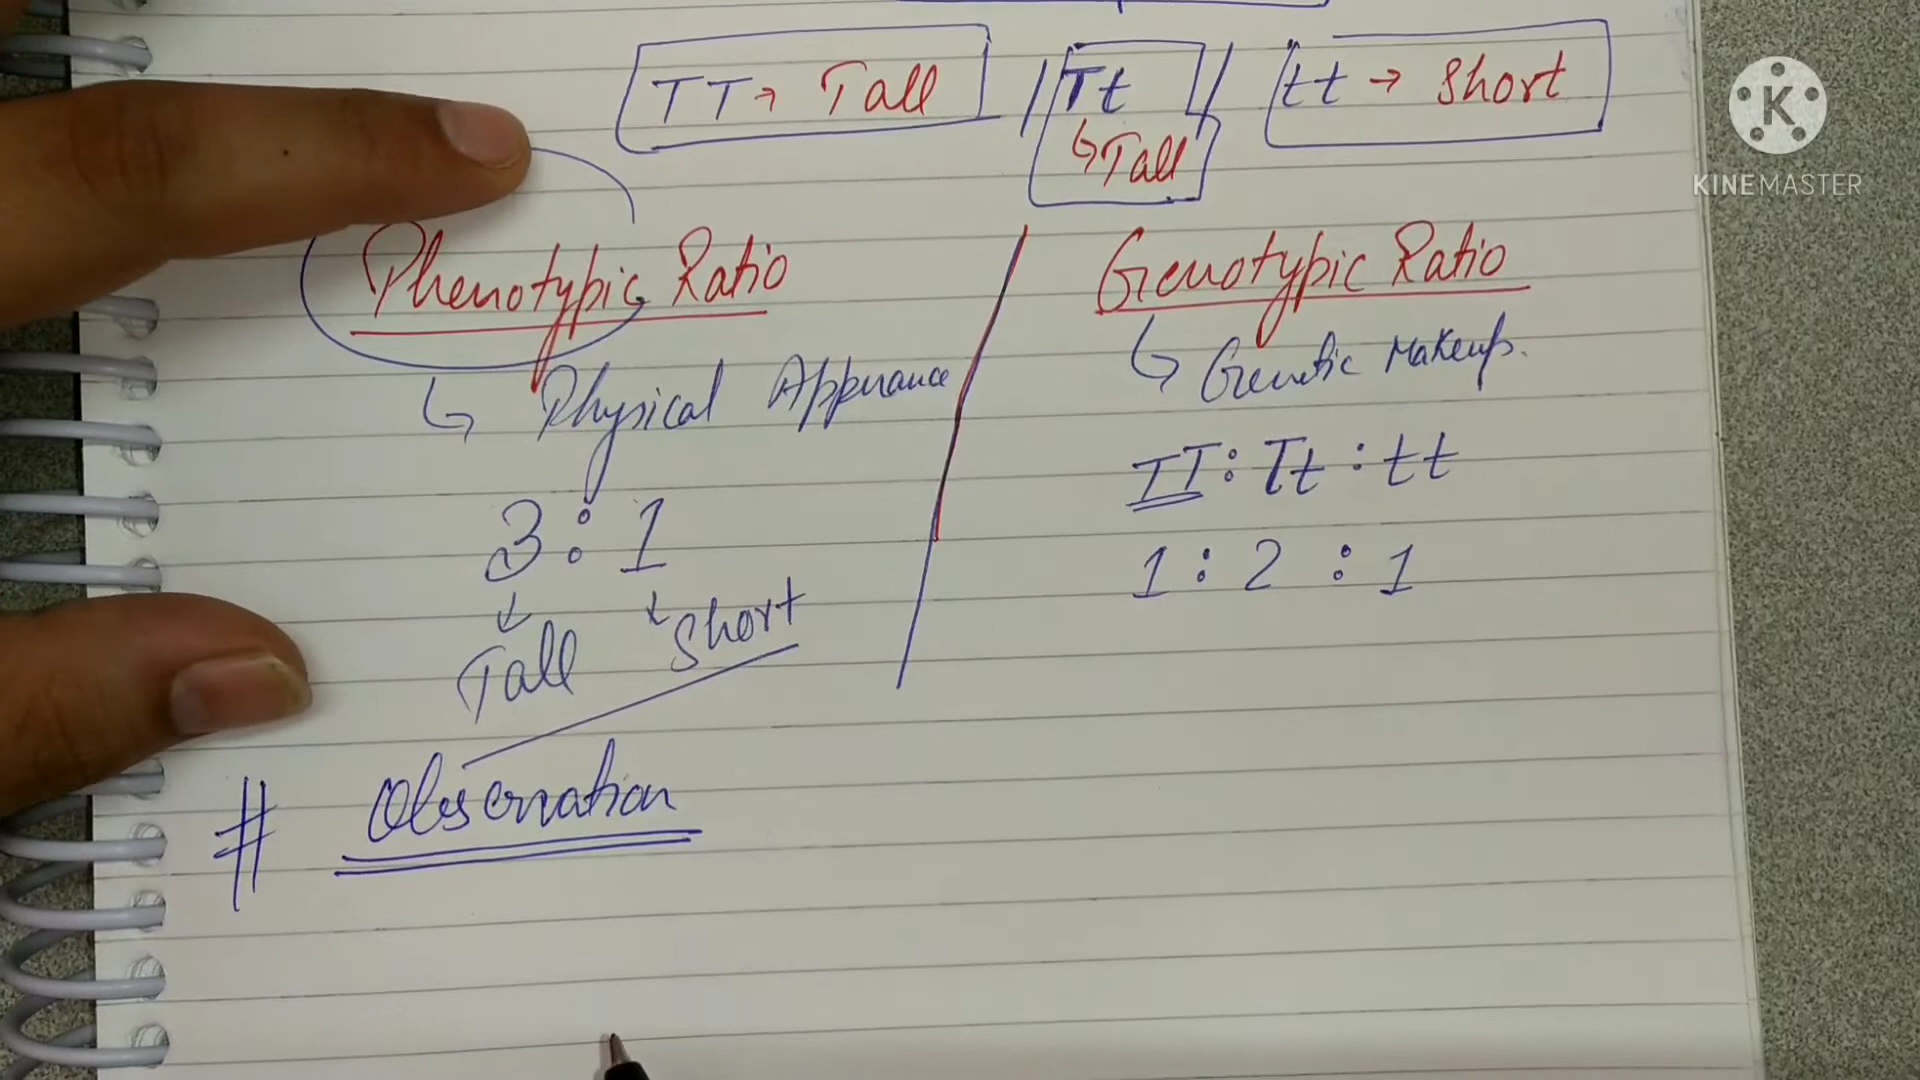 TT → Tall / Tt / tt → Short
↳ Tall
Phenotypic Ratio
Genotypic Ratio
↳ Physical Apperance
↳ Genetic Makeup.
3 : 1
TT : Tt : tt
1 : 2 : 1
Tall Short
# Observation
K
KINEMASTER